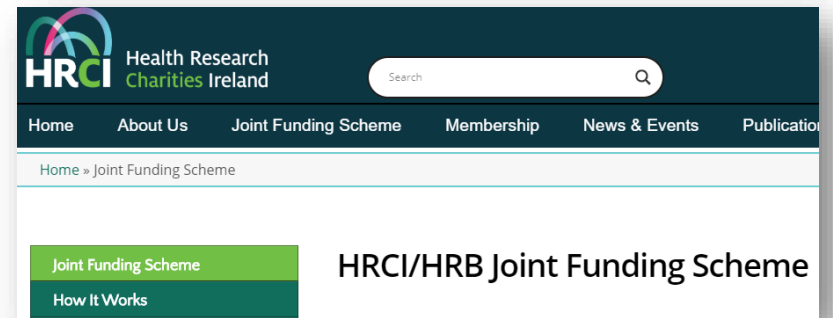 HRCI Health Research
Charities Ireland
Search
Home About Us Joint Funding Scheme Membership News & Events Publication
Home » Joint Funding Scheme
Joint Funding Scheme
HRCI/HRB Joint Funding Scheme
How It Works